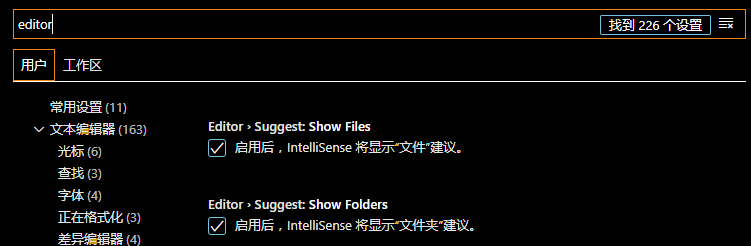 editor
找到 226 个设置
用户 工作区
常用设置 (11)
文本编辑器 (163)
光标 (6)
查找 (3)
字体 (4)
正在格式化 (3)
差异编辑器 (4)
Editor › Suggest: Show Files
启用后，IntelliSense 将显示“文件”建议。
Editor › Suggest: Show Folders
启用后，IntelliSense 将显示“文件夹”建议。